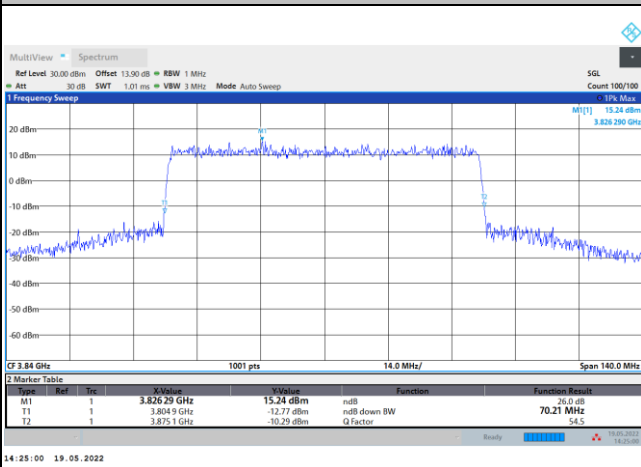 MultiView Spectrum
Ref Level 30.00 dBm Offset 13.90 dB RBW 1 MHz SGL
Att 30 dB SWT 1.01 ms VBW 3 MHz Mode Auto Sweep Count 100/100
1 Frequency Sweep 1Pk Max
M1[1] 15.24 dBm
3.826 290 GHz
20 dBm
M1
10 dBm
0 dBm
-10 dBm
T1 T2
-20 dBm
-30 dBm
-40 dBm
-50 dBm
-60 dBm
CF 3.84 GHz 1001 pts 14.0 MHz/ Span 140.0 MHz
2 Marker Table
Type Ref Trc X-Value Y-Value Function Function Result
M1 1 3.82629 GHz 15.24 dBm ndB 26.0 dB
T1 1 3.8049 GHz -12.77 dBm ndB down BW 70.21 MHz
T2 1 3.8751 GHz -10.29 dBm Q Factor 54.5
Ready 19.05.2022
14:25:00
14:25:00 19.05.2022